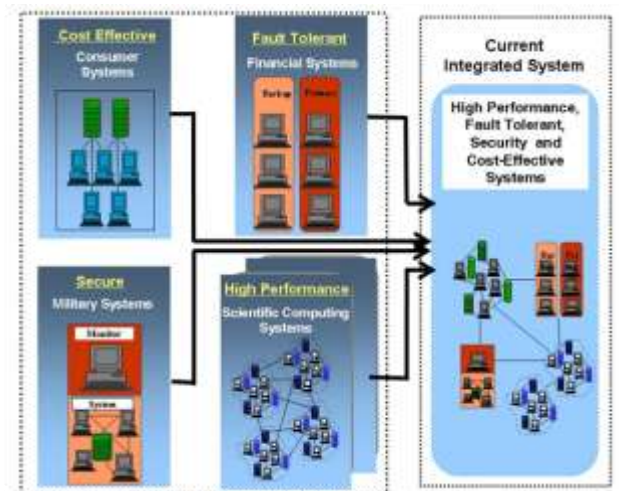 Cost Effective
Consumer
Systems
Fault Tolerant
Financial Systems
Backup
Primary
Secure
Military Systems
Monitor
System
High Performance
Scientific Computing
Systems
Current
Integrated System
High Performance,
Fault Tolerant,
Security and
Cost-Effective
Systems